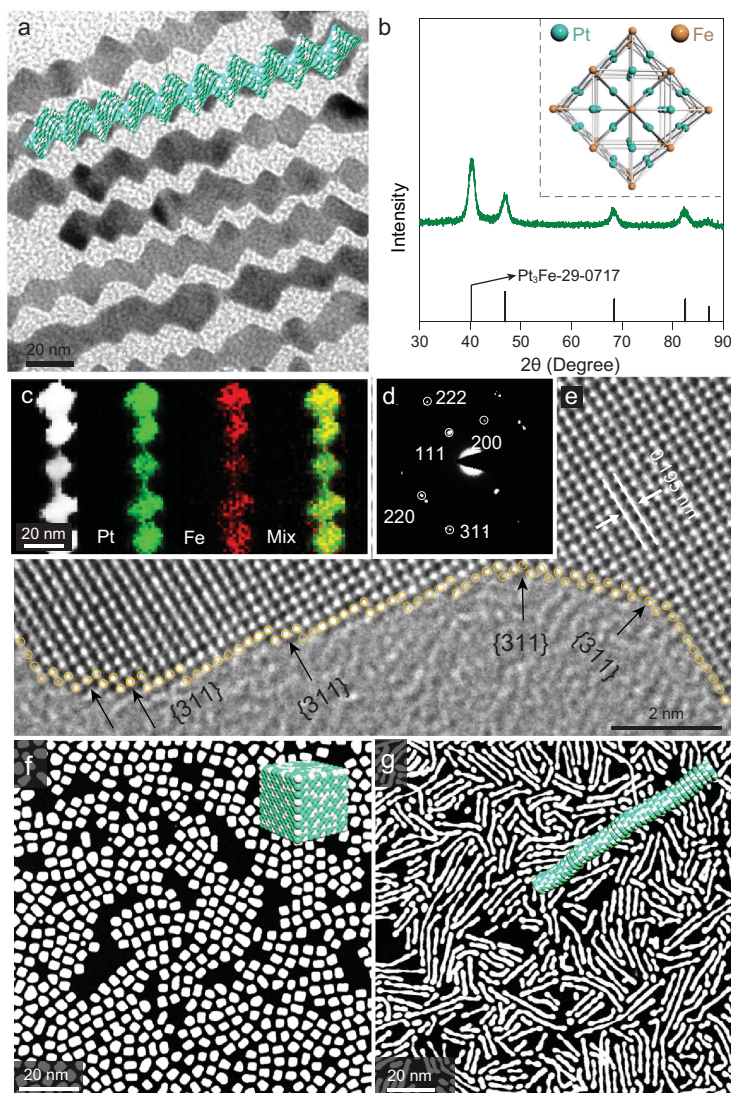 a
20 nm
b
Pt
Fe
Intensity
Pt₃Fe-29-0717
30 40 50 60 70 80 90
2θ (Degree)
c
20 nm
Pt
Fe
Mix
d
222
200
111
220
311
e
0.195 nm
{311}
{311}
{311}
{311}
2 nm
f
20 nm
g
20 nm